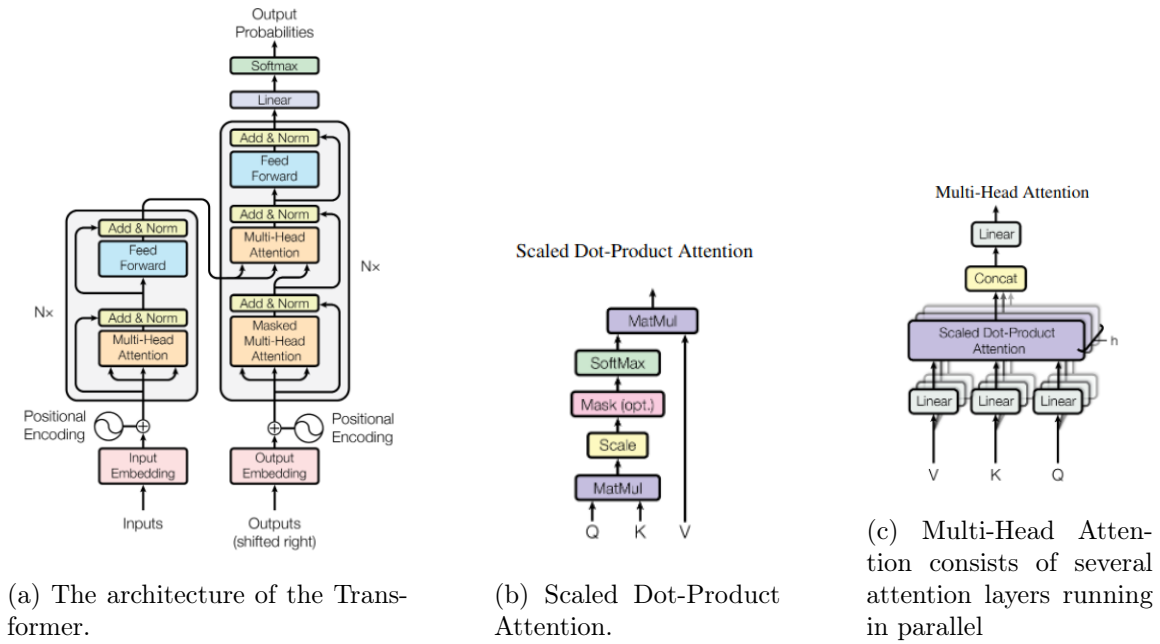 Output
Probabilities
Softmax
Linear
Add & Norm
Feed
Forward
Add & Norm
Multi-Head
Attention
Nx
Add & Norm
Masked
Multi-Head
Attention
Add & Norm
Feed
Forward
Nx
Add & Norm
Multi-Head
Attention
Positional
Encoding
Positional
Encoding
Input
Embedding
Output
Embedding
Inputs
Outputs
(shifted right)
(a) The architecture of the Trans-
former.
Scaled Dot-Product Attention
MatMul
SoftMax
Mask (opt.)
Scale
MatMul
Q K V
(b) Scaled Dot-Product
Attention.
Multi-Head Attention
Linear
Concat
Scaled Dot-Product
Attention
h
Linear Linear Linear
V K Q
(c) Multi-Head Atten-
tion consists of several
attention layers running
in parallel